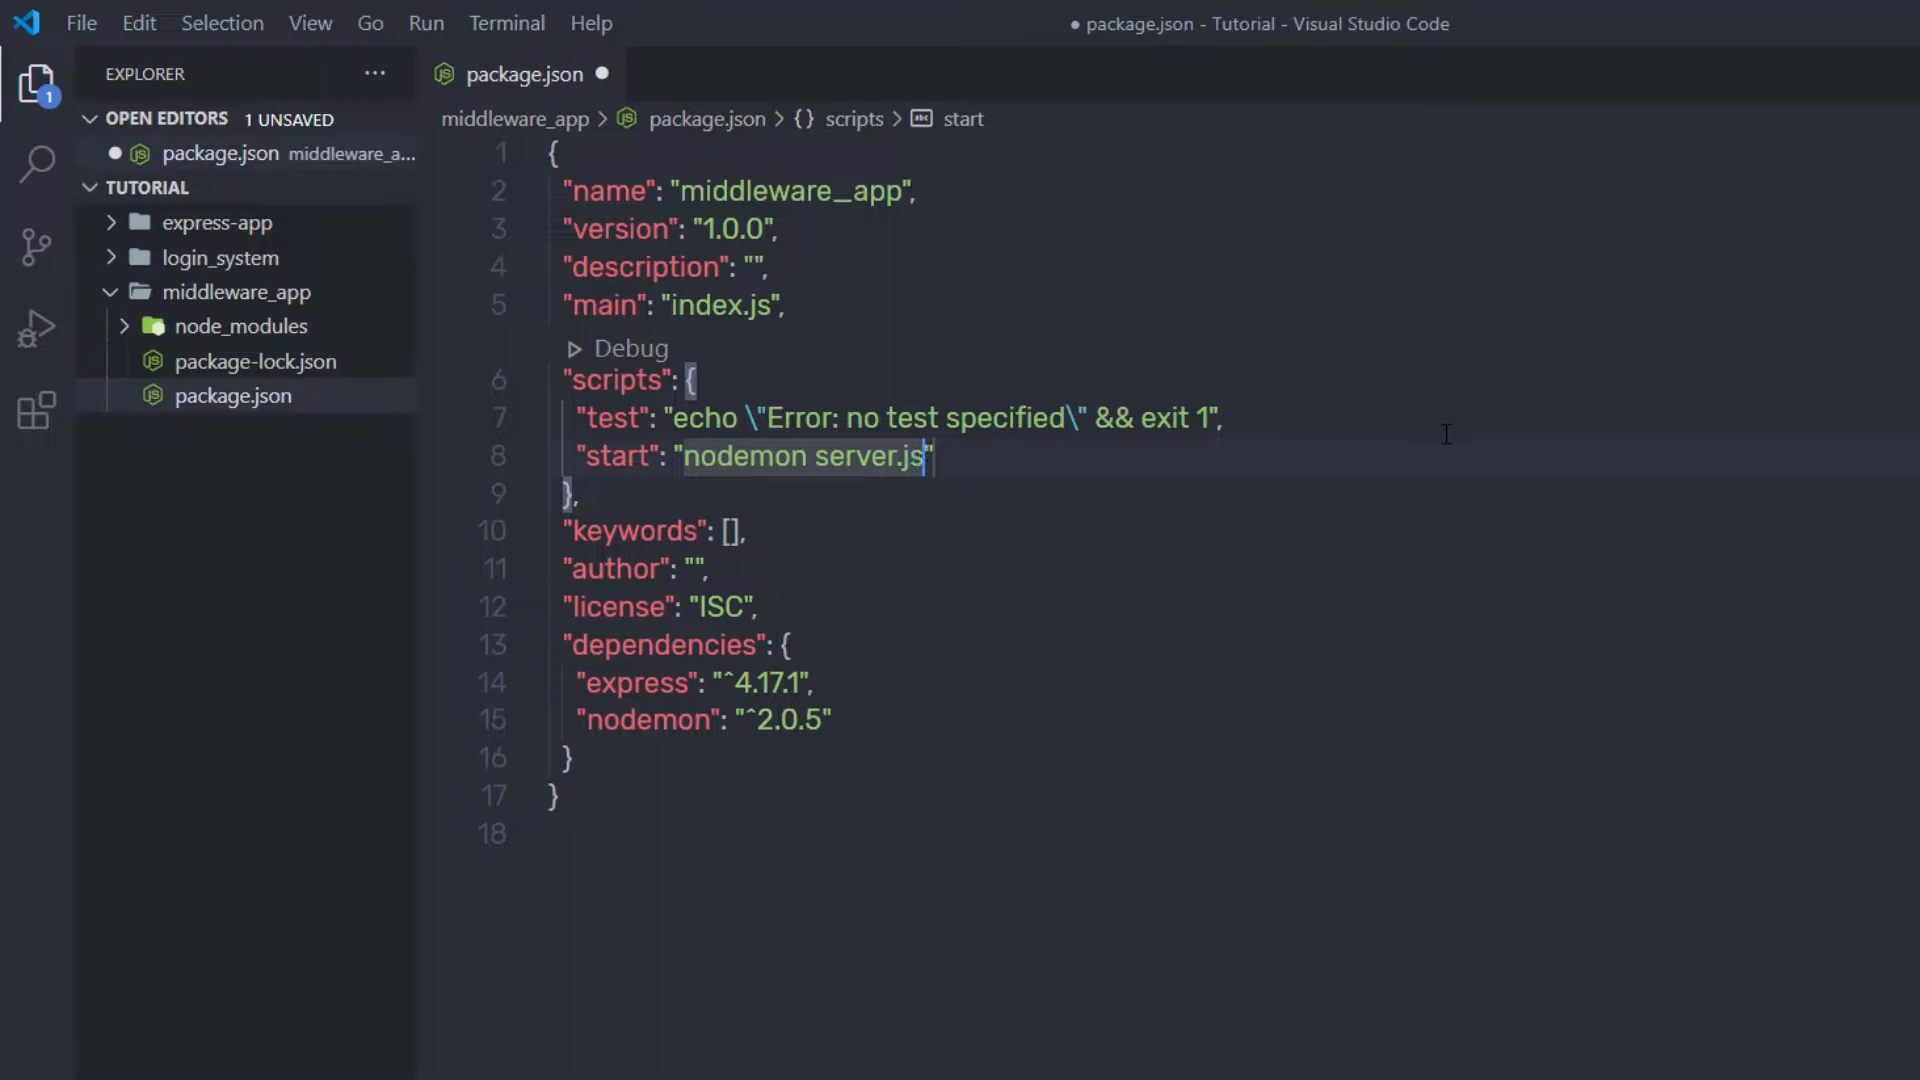 File Edit Selection View Go Run Terminal Help
● package.json - Tutorial - Visual Studio Code
EXPLORER ···
1
OPEN EDITORS 1 UNSAVED
package.json middleware_a...
TUTORIAL
express-app
login_system
middleware_app
node_modules
package-lock.json
package.json
package.json ●
middleware_app > package.json > {} scripts > abc start
1 {
2 "name": "middleware_app",
3 "version": "1.0.0",
4 "description": "",
5 "main": "index.js",
Debug
6 "scripts": {
7 "test": "echo \"Error: no test specified\" && exit 1",
8 "start": "nodemon server.js"
9 },
10 "keywords": [],
11 "author": "",
12 "license": "ISC",
13 "dependencies": {
14 "express": "^4.17.1",
15 "nodemon": "^2.0.5"
16 }
17 }
18